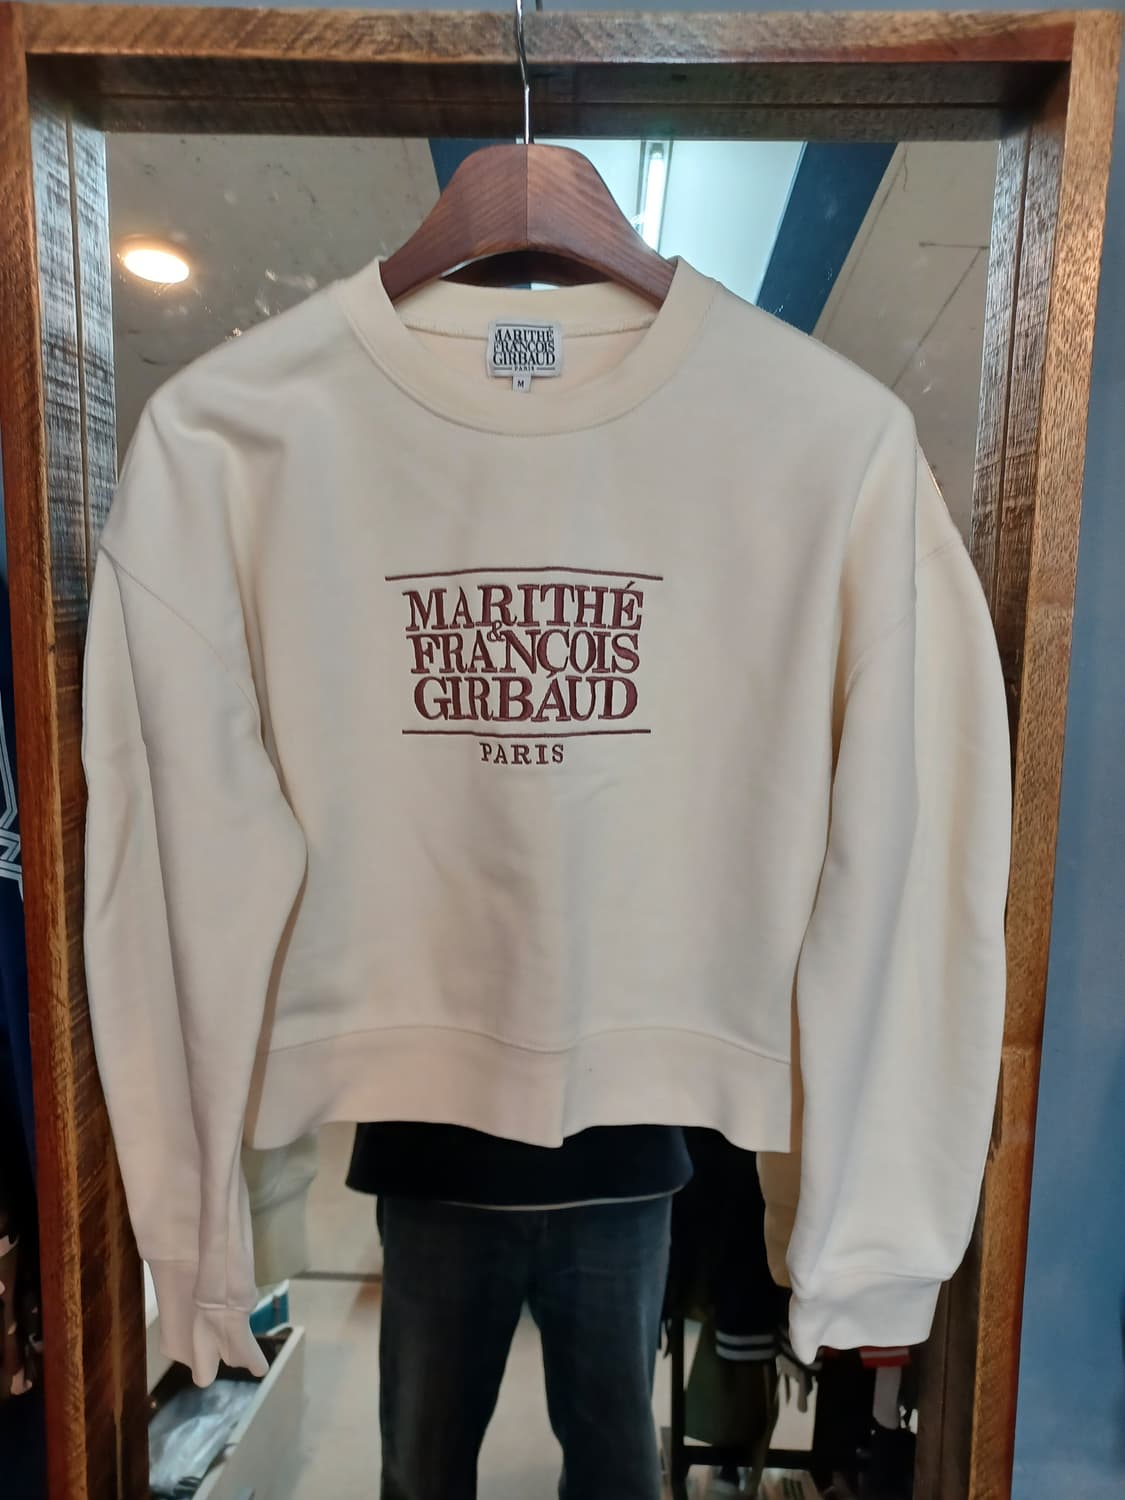 MARITHÉ
FRANÇOIS
GIRBAUD
PARIS
M
MARITHÉ
&
FRANÇOIS
GIRBAUD
PARIS